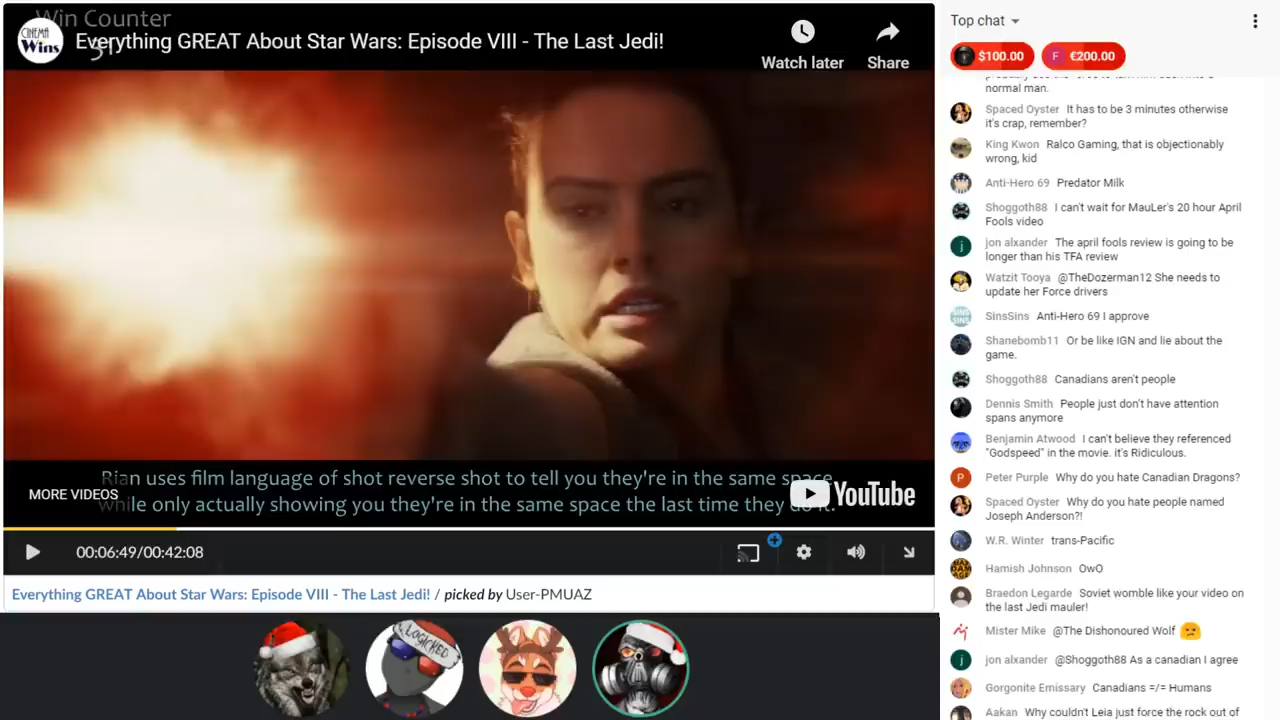 Win Counter
31
CINEMA
Wins
Everything GREAT About Star Wars: Episode VIII - The Last Jedi!
Watch later
Share
Rian uses film language of shot reverse shot to tell you they're in the same space
while only actually showing you they're in the same space the last time they do it.
MORE VIDEOS
YouTube
00:06:49/00:42:08
Everything GREAT About Star Wars: Episode VIII - The Last Jedi! / picked by User-PMUAZ
LOGICKED
Top chat
$100.00
F €200.00
normal man.
Spaced Oyster It has to be 3 minutes otherwise
it's crap, remember?
King Kwon Ralco Gaming, that is objectionably
wrong, kid
Anti-Hero 69 Predator Milk
Shoggoth88 I can't wait for MauLer's 20 hour April
Fools video
j jon alxander The april fools review is going to be
longer than his TFA review
Watzit Tooya @TheDozerman12 She needs to
update her Force drivers
SINS
SINS
SinsSins Anti-Hero 69 I approve
Shanebomb11 Or be like IGN and lie about the
game.
Shoggoth88 Canadians aren't people
Dennis Smith People just don't have attention
spans anymore
Benjamin Atwood I can't believe they referenced
"Godspeed" in the movie. it's Ridiculous.
P Peter Purple Why do you hate Canadian Dragons?
Spaced Oyster Why do you hate people named
Joseph Anderson?!
W.R. Winter trans-Pacific
Hamish Johnson OwO
Braedon Legarde Soviet womble like your video on
the last Jedi mauler!
Mister Mike @The Dishonoured Wolf 😕
j jon alxander @Shoggoth88 As a canadian I agree
Gorgonite Emissary Canadians =/= Humans
Aakan Why couldn't Leia just force the rock out of